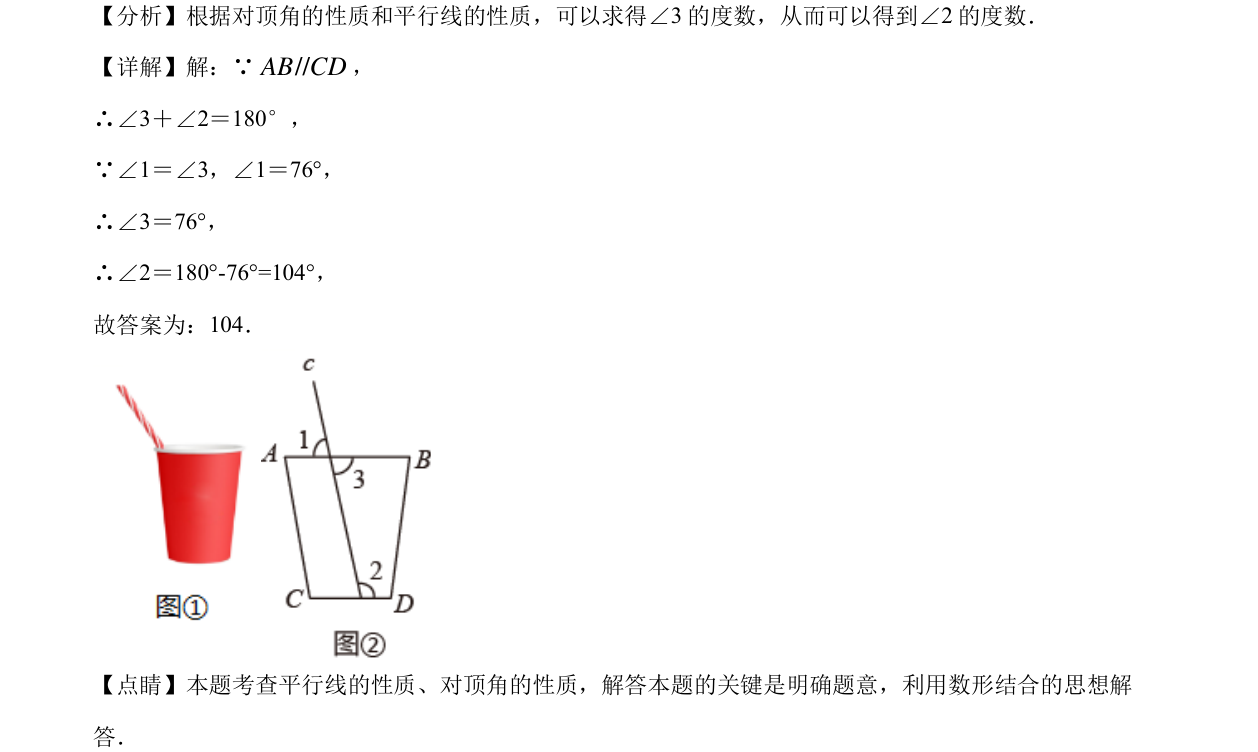 【分析】根据对顶角的性质和平行线的性质，可以求得∠3 的度数，从而可以得到∠2 的度数．
【详解】解：∵ AB//CD，
∴∠3＋∠2＝180°，
∵∠1＝∠3，∠1＝76°，
∴∠3＝76°，
∴∠2＝180°-76°=104°，
故答案为：104．
c
1
A
B
3
2
C
D
图①
图②
【点睛】本题考查平行线的性质、对顶角的性质，解答本题的关键是明确题意，利用数形结合的思想解
答．